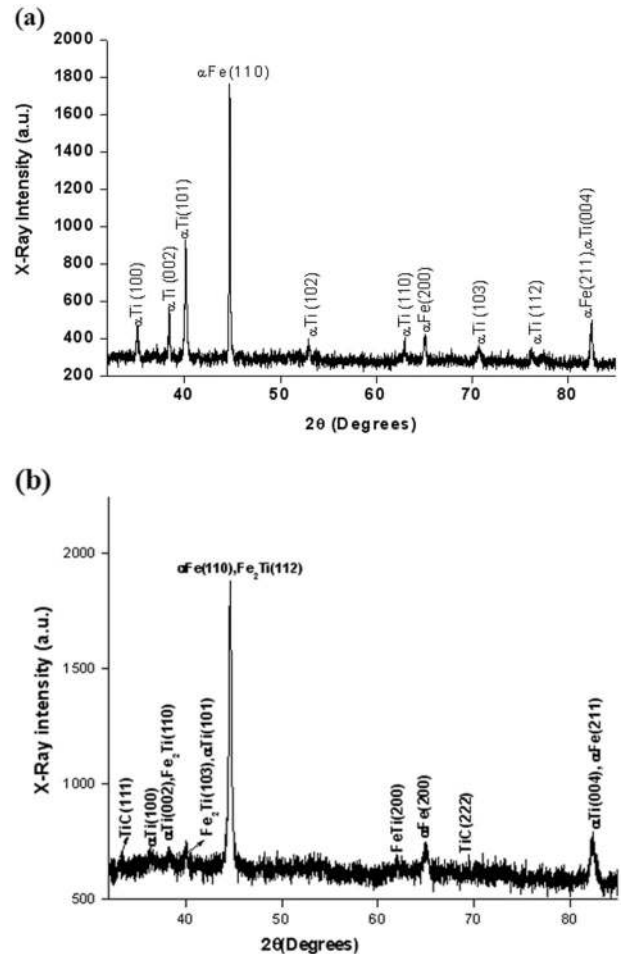 (a)
αFe(110)
αTi (100)
αTi (002)
αTi(101)
αTi (102)
αTi (110)
αFe(200)
αTi (103)
αTi (112)
αFe(211),αTi(004)
X-Ray Intensity (a.u.)
2000
1800
1600
1400
1200
1000
800
600
400
200
40 50 60 70 80
2θ (Degrees)
(b)
αFe(110),Fe₂Ti(112)
TiC(111)
αTi(100)
αTi(002),Fe₂Ti(110)
Fe₂Ti(103),αTi(101)
FeTi(200)
αFe(200)
TiC(222)
αTi(004), αFe(211)
X-Ray intensity (a.u.)
2000
1500
1000
500
40 50 60 70 80
2θ(Degrees)